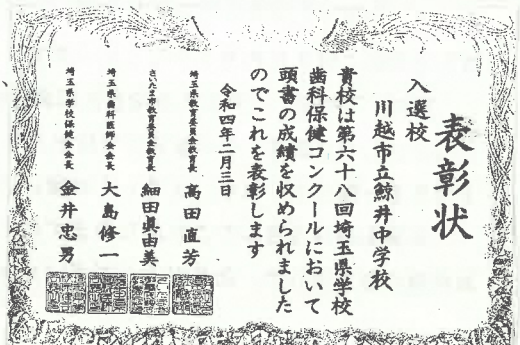 表彰状
入選校
川越市立鯨井中学校
貴校は第六十八回埼玉県学校
歯科保健コンクールにおいて
頭書の成績を収められました
のでこれを表彰します
令和四年二月三日
埼玉県教育委員会教育長 高田直芳
さいたま市教育委員会教育長 細田眞由美
埼玉県歯科医師会会長 大島修一
埼玉県学校保健会会長 金井忠男